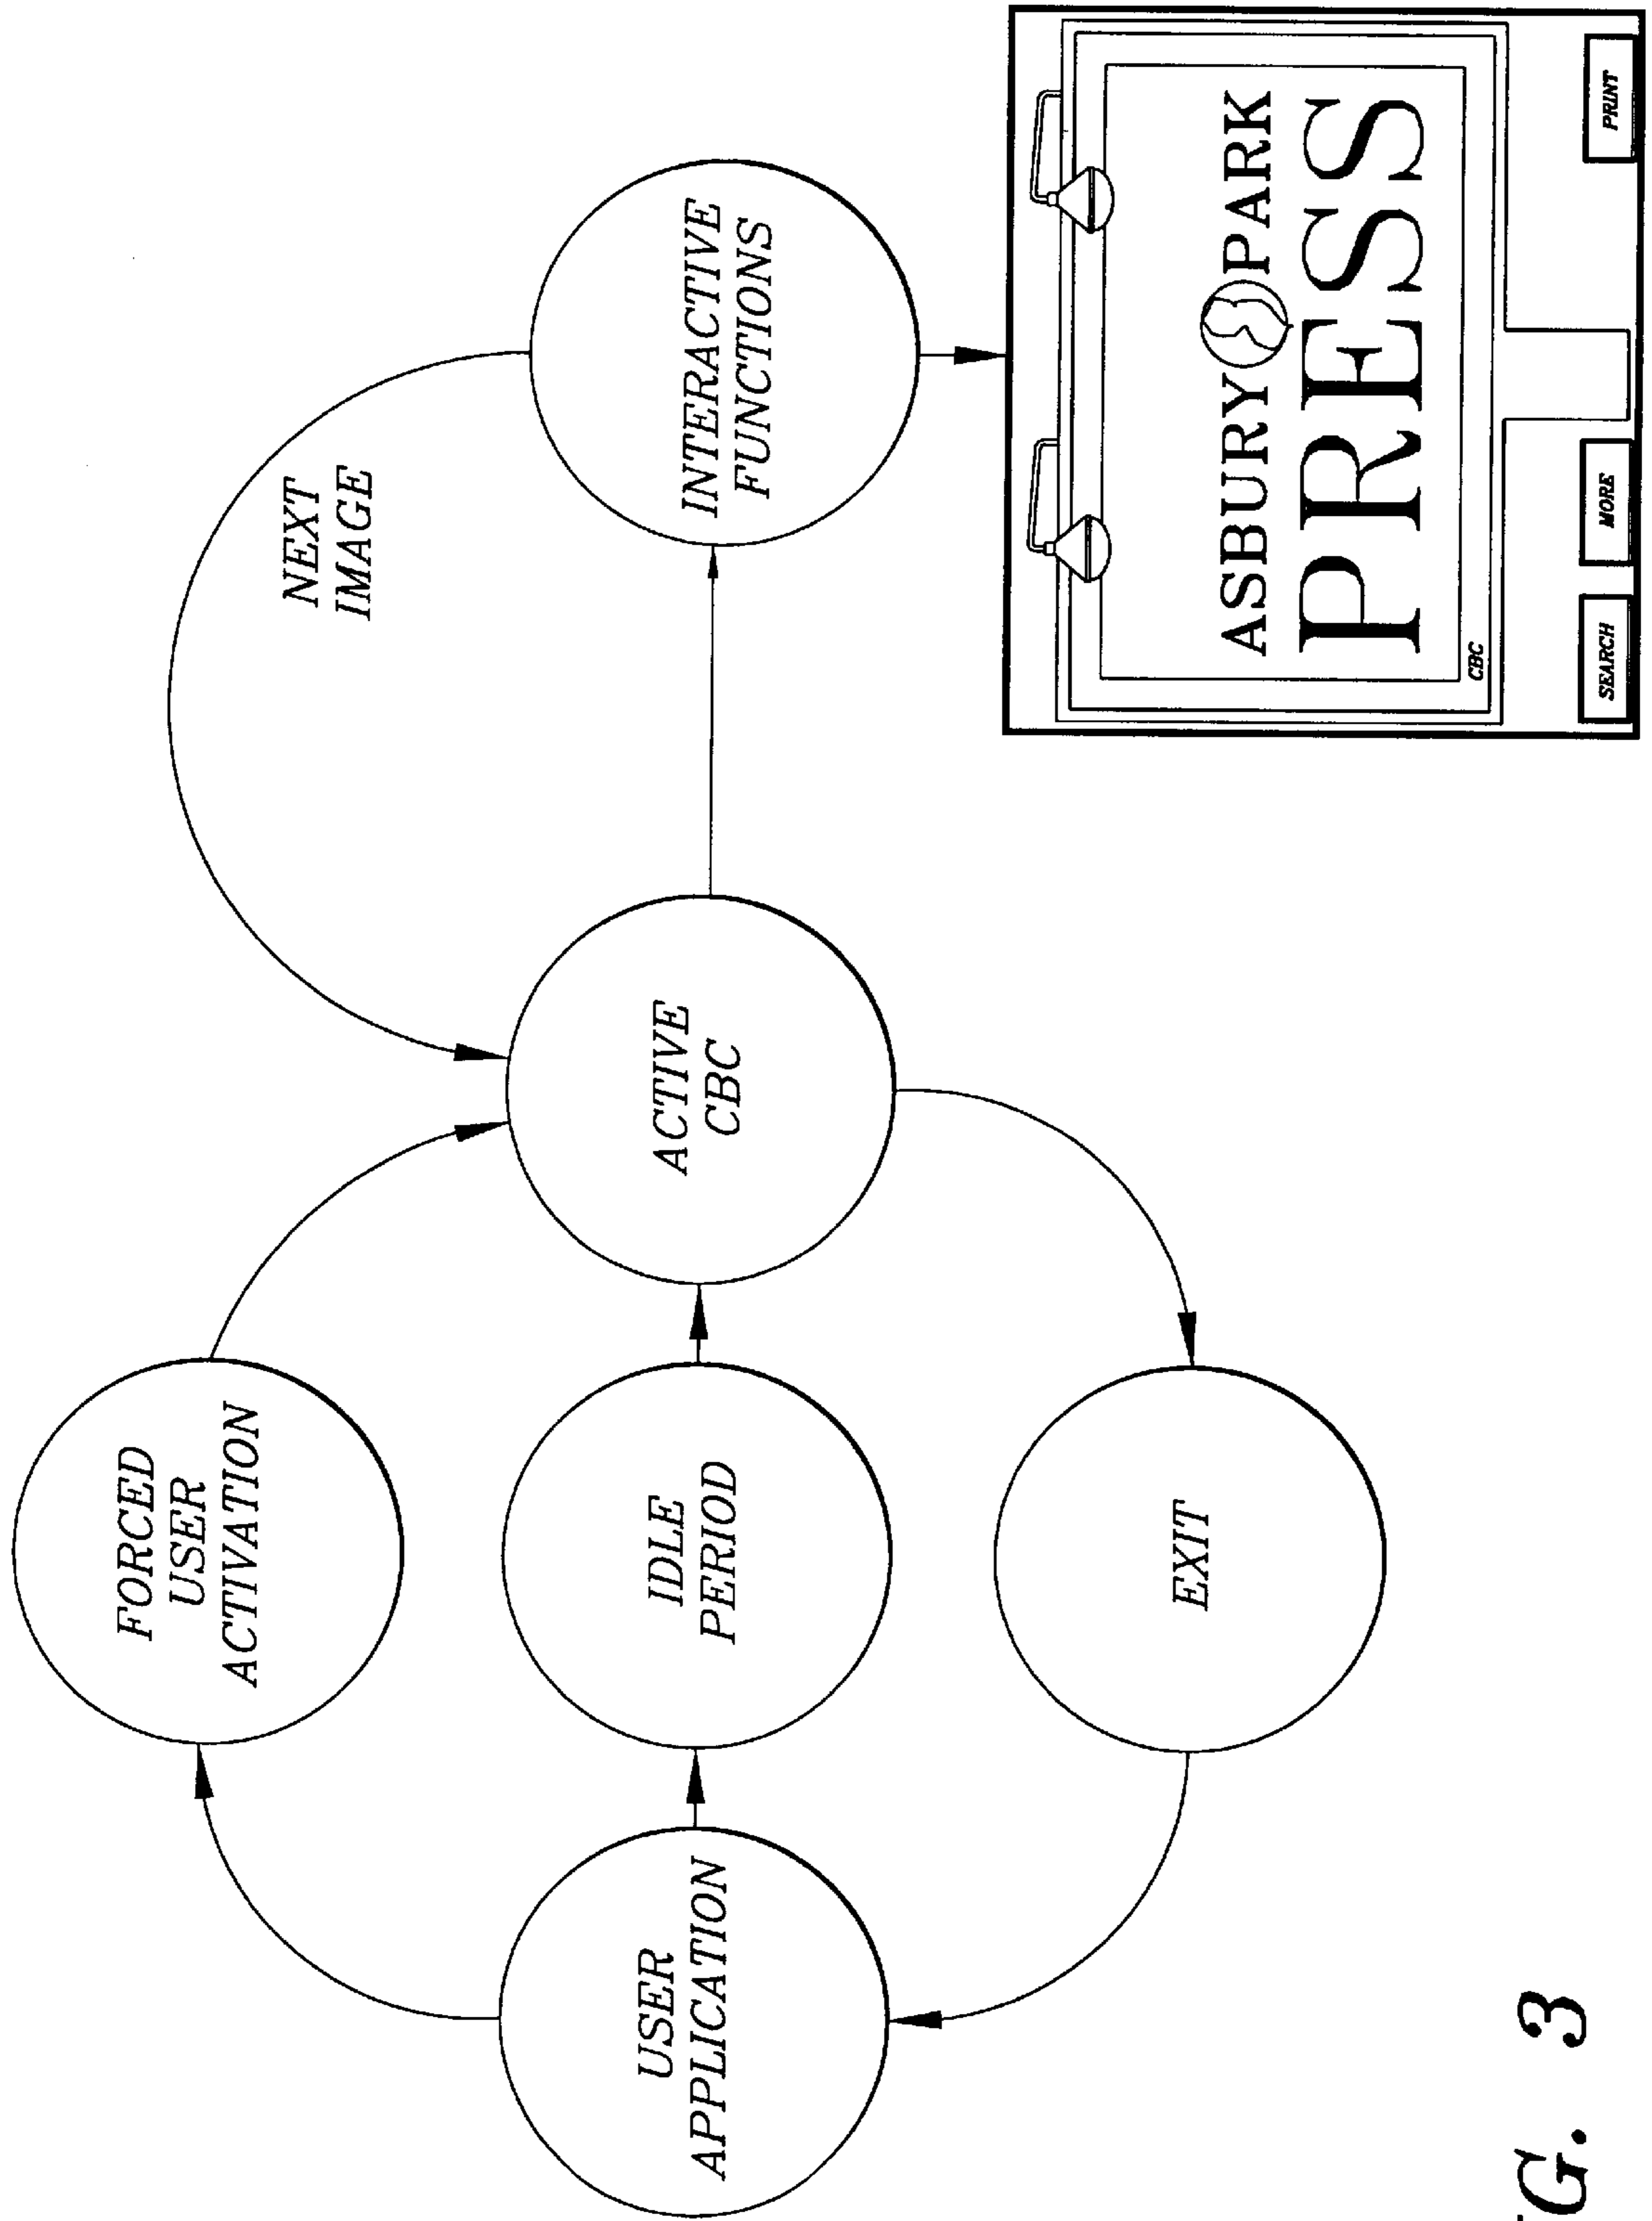 FORCED
USER
ACTIVATION
NEXT
IMAGE
USER
APPLICATION
IDLE
PERIOD
ACTIVE
CBC
INTERACTIVE
FUNCTIONS
EXIT
ASBURY PARK
PRESS
CBC
SEARCH
MORE
PRINT
G. 3